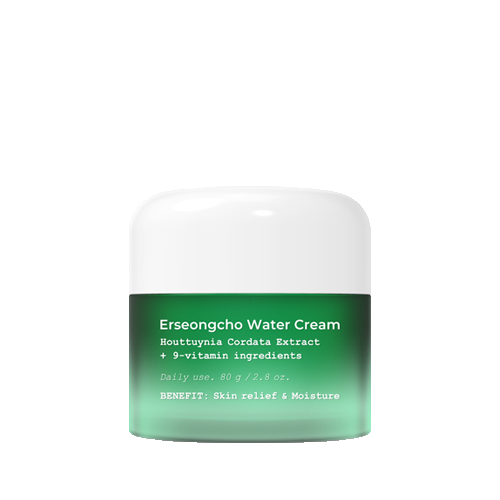 Erseongcho Water Cream
Houttuynia Cordata Extract
+ 9-vitamin ingredients
Daily use. 80 g / 2.8 oz.
BENEFIT: Skin relief & Moisture